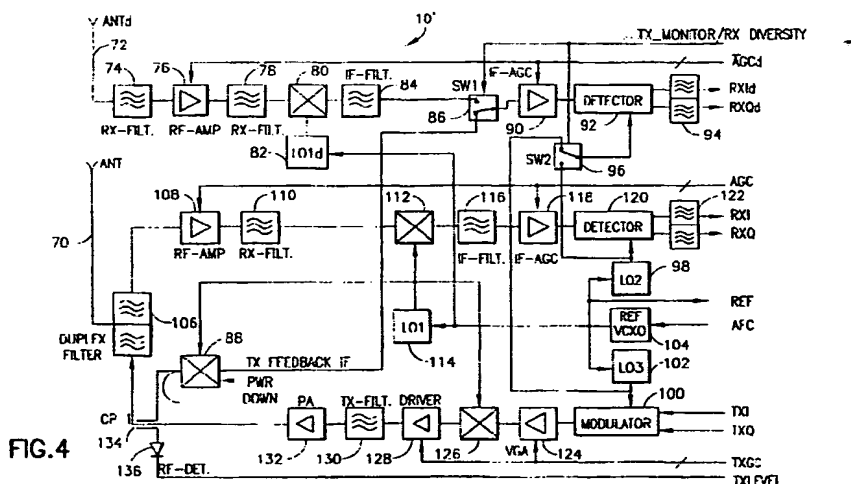 ANTd
10'
TX_MONITOR/RX DIVERSITY
72
74
76
78
80
IF-FILT.
84
SW1
IF-AGC
AGCd
RX-FILT.
RF-AMP
RX-FILT.
86
90
DETECTOR
92
RXId
RXQd
94
82
LO1d
SW2
96
ANT
70
108
110
112
116
118
120
122
AGC
RF-AMP
RX-FILT.
IF-FILT.
IF-AGC
DETECTOR
RXI
RXQ
LO2
98
REF
106
DUPLEX
FILTER
88
LO1
114
REF
VCXO
104
AFC
TX FEEDBACK IF
PWR
DOWN
LO3
102
100
CP 1
134
PA
132
TX-FILT.
130
DRIVER
128
126
VGA
124
MODULATOR
TXI
TXQ
FIG.4
136
RF-DET.
TXGC
TXLEVEL